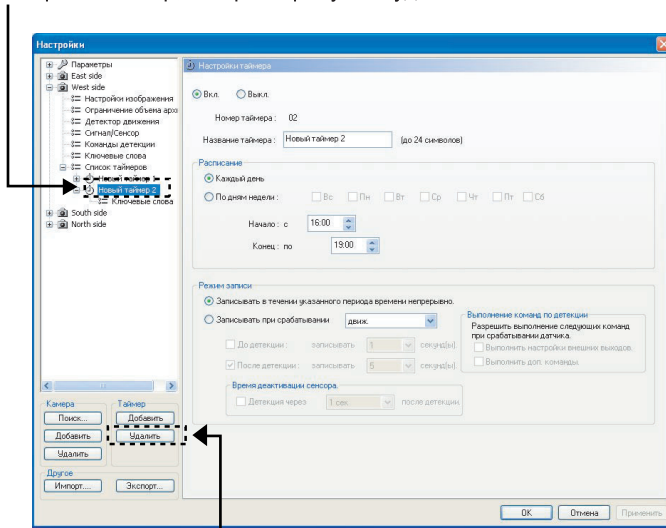 Настройки
Параметры
East side
West side
Настройки изображения
Ограничение объема архи
Детектор движения
Сигнал/Сенсор
Команды детекции
Ключевые слова
Список таймеров
Новый таймер 1
Новый таймер 2
Ключевые слова
South side
North side
Камера
Поиск...
Добавить
Удалить
Таймер
Добавить
Удалить
Другое
Импорт....
Экспорт...
Настройки таймера
Вкл. Выкл.
Номер таймера : 02
Название таймера : Новый таймер 2 (до 24 символов)
Расписание
Каждый день
По дням недели : Вс Пн Вт Ср Чт Пт Сб
Начало : с 16:00
Конец : по 19:00
Режим записи
Записывать в течении указанного периода времени непрерывно.
Записывать при срабатывании движ.
До детекции : записывать 1 секунд(ы).
После детекции : записывать 5 секунд(ы).
Время деактивации сенсора.
Детекция через 1 сек. после детекции.
Выполнение команд по детекции
Разрешить выполнение следующих команд
при срабатывании датчика.
Выполнить настройки внешних выходов.
Выполнить доп. команды.
OK Отмена Применить